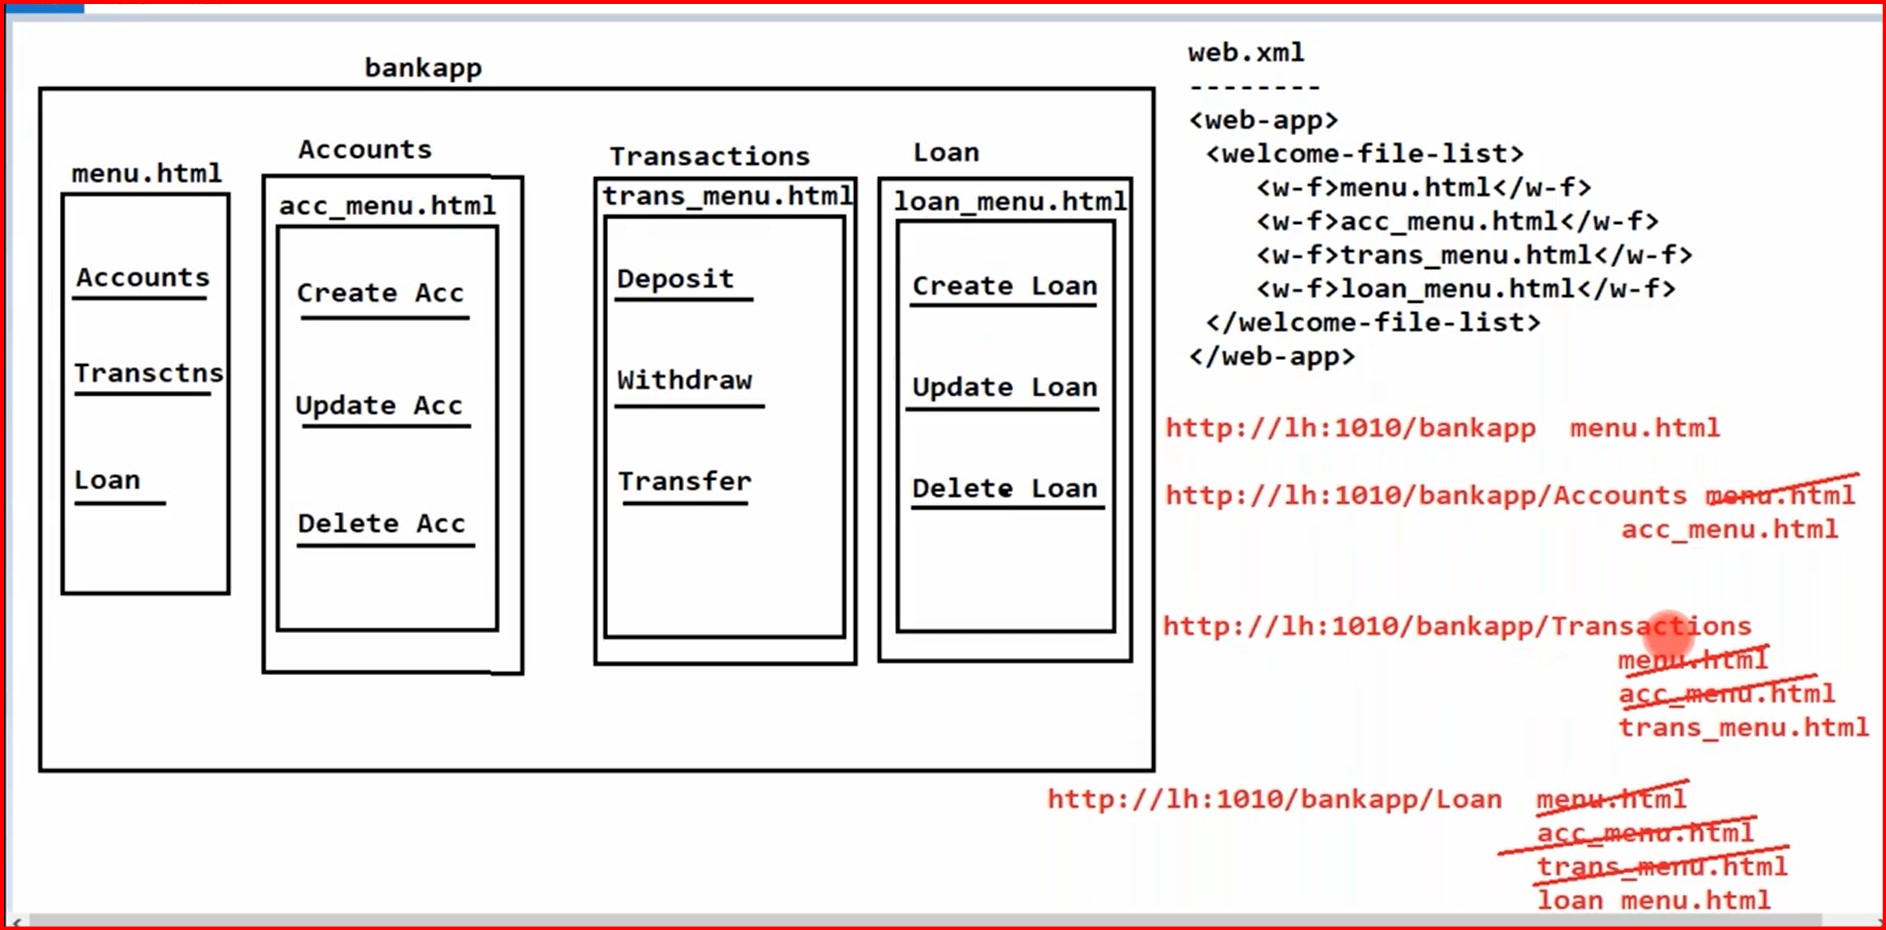 bankapp
menu.html
Accounts
Transctns
Loan
Accounts
acc_menu.html
Create Acc
Update Acc
Delete Acc
Transactions
trans_menu.html
Deposit
Withdraw
Transfer
Loan
loan_menu.html
Create Loan
Update Loan
Delete Loan
web.xml
--------
<web-app>
<welcome-file-list>
<w-f>menu.html</w-f>
<w-f>acc_menu.html</w-f>
<w-f>trans_menu.html</w-f>
<w-f>loan_menu.html</w-f>
</welcome-file-list>
</web-app>
http://lh:1010/bankapp menu.html
http://lh:1010/bankapp/Accounts menu.html
acc_menu.html
http://lh:1010/bankapp/Transactions
menu.html
acc_menu.html
trans_menu.html
http://lh:1010/bankapp/Loan menu.html
acc_menu.html
trans_menu.html
loan menu.html